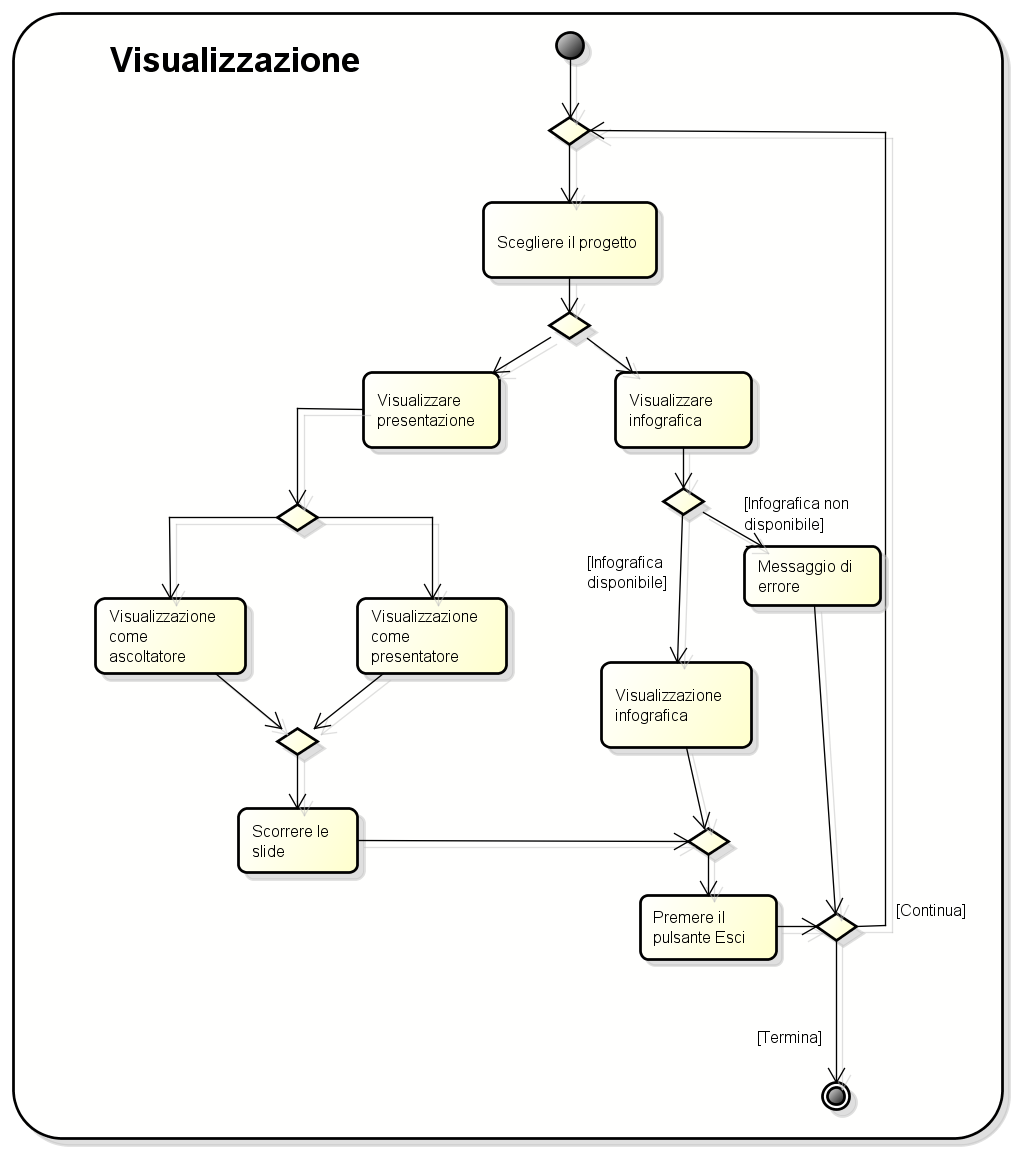 Visualizzazione
Scegliere il progetto
Visualizzare
presentazione
Visualizzare
infografica
[Infografica non
disponibile]
[Infografica
disponibile]
Messaggio di
errore
Visualizzazione
come
ascoltatore
Visualizzazione
come
presentatore
Visualizzazione
infografica
Scorrere le
slide
Premere il
pulsante Esci
[Continua]
[Termina]